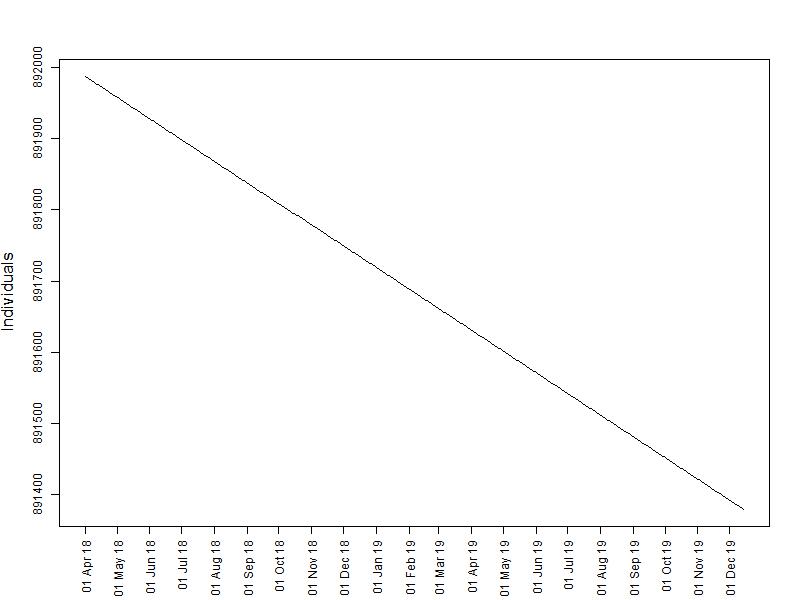 Individuals
892000
891900
891800
891700
891600
891500
891400
01 Apr 18
01 May 18
01 Jun 18
01 Jul 18
01 Aug 18
01 Sep 18
01 Oct 18
01 Nov 18
01 Dec 18
01 Jan 19
01 Feb 19
01 Mar 19
01 Apr 19
01 May 19
01 Jun 19
01 Jul 19
01 Aug 19
01 Sep 19
01 Oct 19
01 Nov 19
01 Dec 19